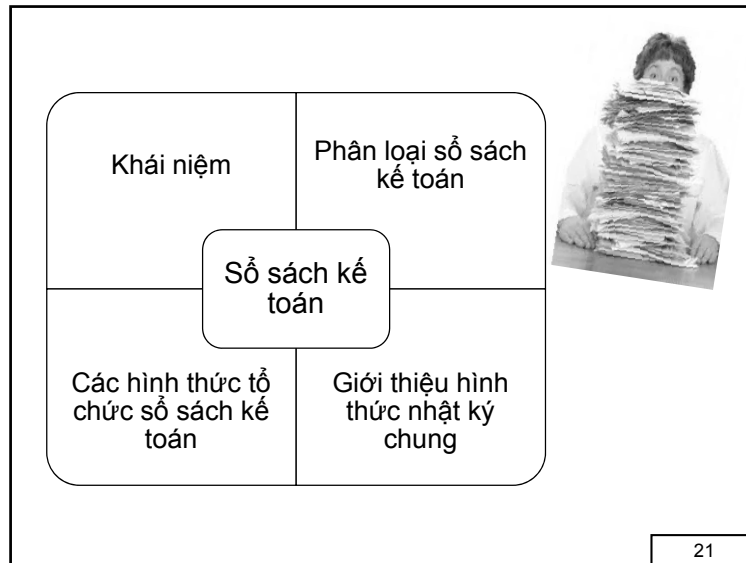 Khái niệm
Phân loại sổ sách
kế toán
Sổ sách kế
toán
Các hình thức tổ
chức sổ sách kế
toán
Giới thiệu hình
thức nhật ký
chung
21